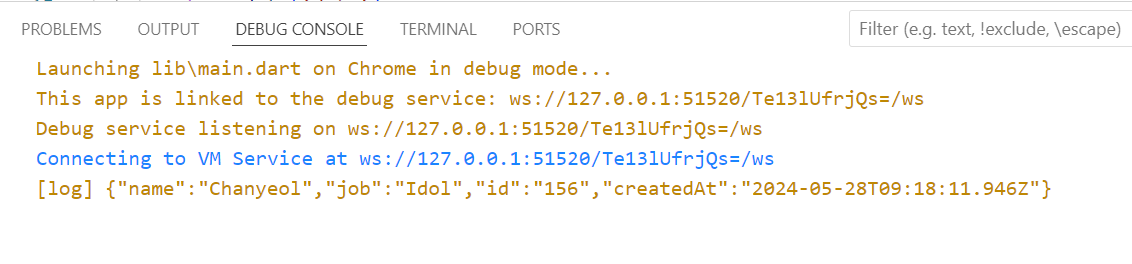 PROBLEMS OUTPUT DEBUG CONSOLE TERMINAL PORTS Filter (e.g. text, !exclude, \escape)
Launching lib\main.dart on Chrome in debug mode...
This app is linked to the debug service: ws://127.0.0.1:51520/Te13lUfrjQs=/ws
Debug service listening on ws://127.0.0.1:51520/Te13lUfrjQs=/ws
Connecting to VM Service at ws://127.0.0.1:51520/Te13lUfrjQs=/ws
[log] {"name":"Chanyeol","job":"Idol","id":"156","createdAt":"2024-05-28T09:18:11.946Z"}